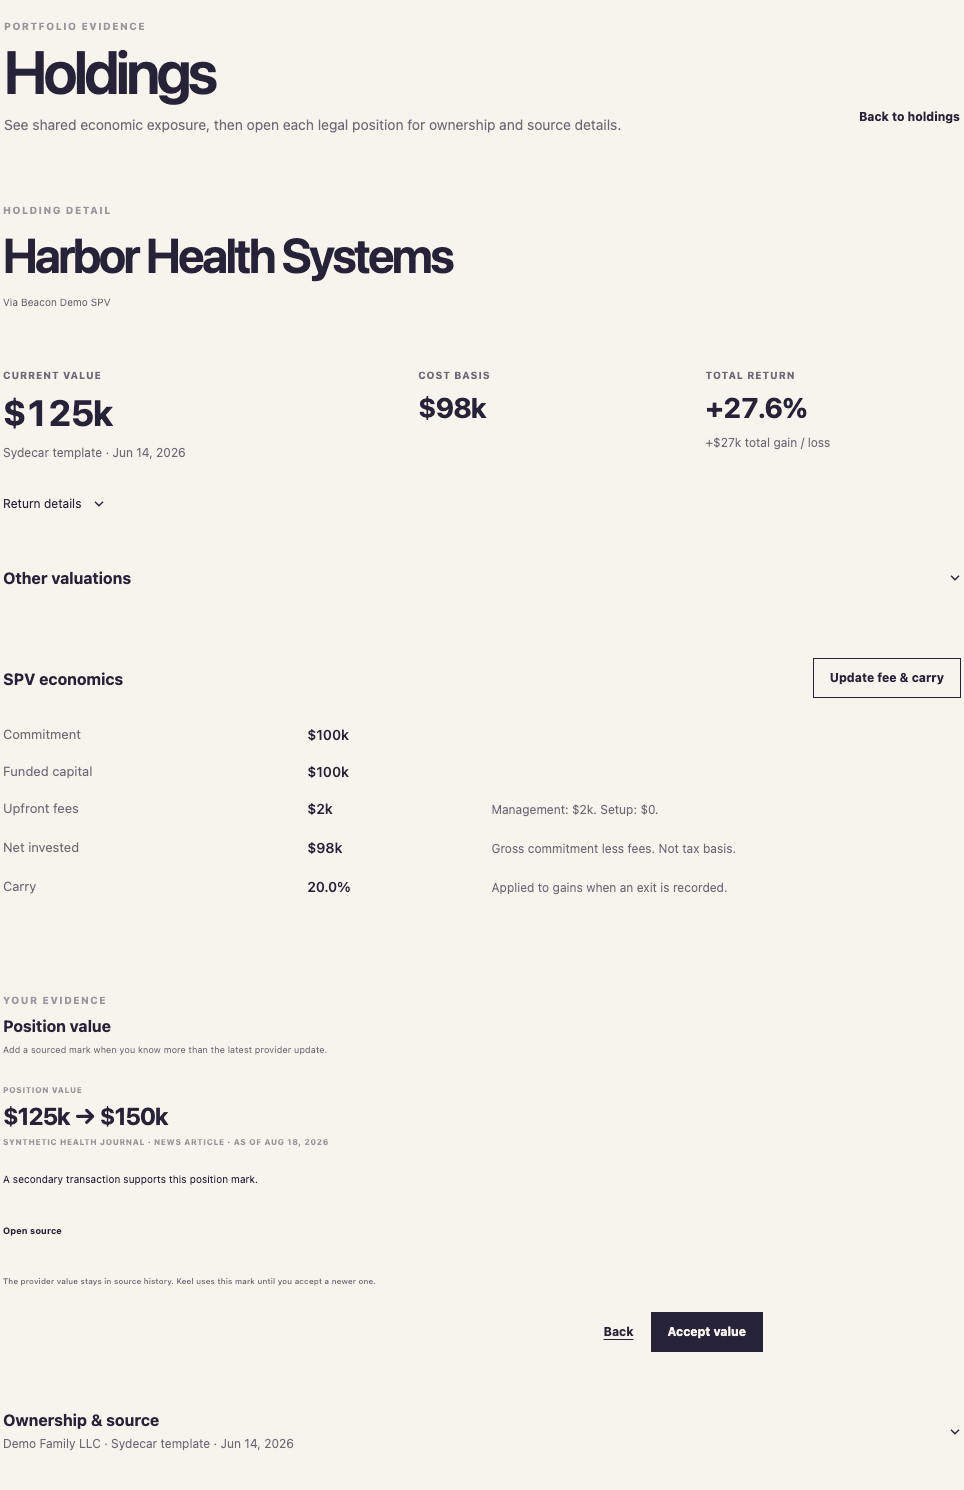 PORTFOLIO EVIDENCE
Holdings
See shared economic exposure, then open each legal position for ownership and source details.
Back to holdings
HOLDING DETAIL
Harbor Health Systems
Via Beacon Demo SPV
CURRENT VALUE
$125k
Sydecar template · Jun 14, 2026
COST BASIS
$98k
TOTAL RETURN
+27.6%
+$27k total gain / loss
Return details
Other valuations
SPV economics
Update fee & carry
Commitment $100k
Funded capital $100k
Upfront fees $2k Management: $2k. Setup: $0.
Net invested $98k Gross commitment less fees. Not tax basis.
Carry 20.0% Applied to gains when an exit is recorded.
YOUR EVIDENCE
Position value
Add a sourced mark when you know more than the latest provider update.
POSITION VALUE
$125k → $150k
SYNTHETIC HEALTH JOURNAL · NEWS ARTICLE · AS OF AUG 18, 2026
A secondary transaction supports this position mark.
Open source
The provider value stays in source history. Keel uses this mark until you accept a newer one.
Back
Accept value
Ownership & source
Demo Family LLC · Sydecar template · Jun 14, 2026